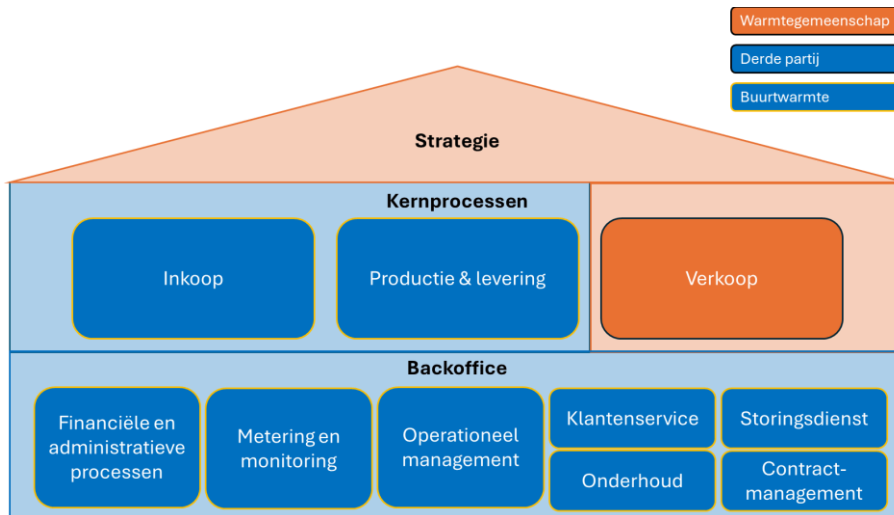 Warmtegemeenschap
Derde partij
Buurtwarmte
Strategie
Kernprocessen
Inkoop
Productie & levering
Verkoop
Backoffice
Financiële en
administratieve
processen
Metering en
monitoring
Operationeel
management
Klantenservice
Storingsdienst
Onderhoud
Contract-
management